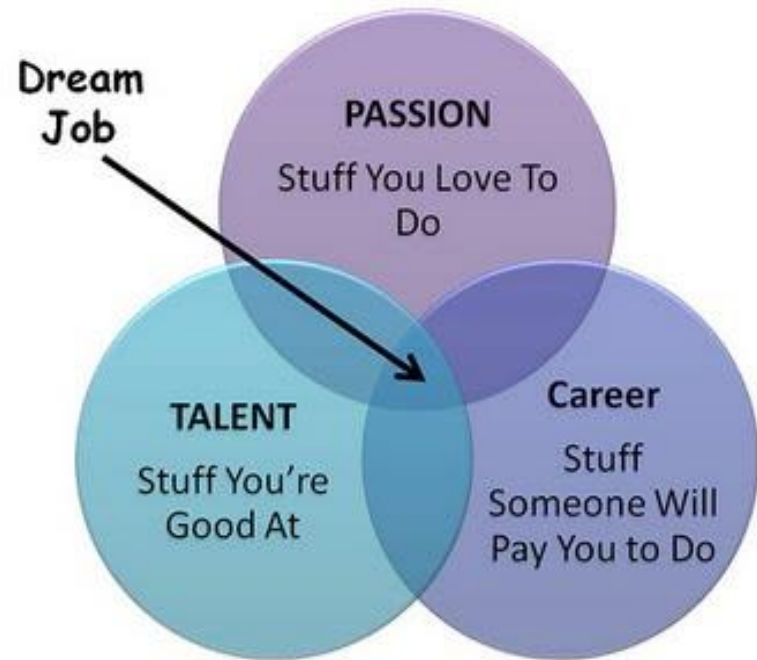 Dream
Job
PASSION
Stuff You Love To
Do
TALENT
Stuff You’re
Good At
Career
Stuff
Someone Will
Pay You to Do